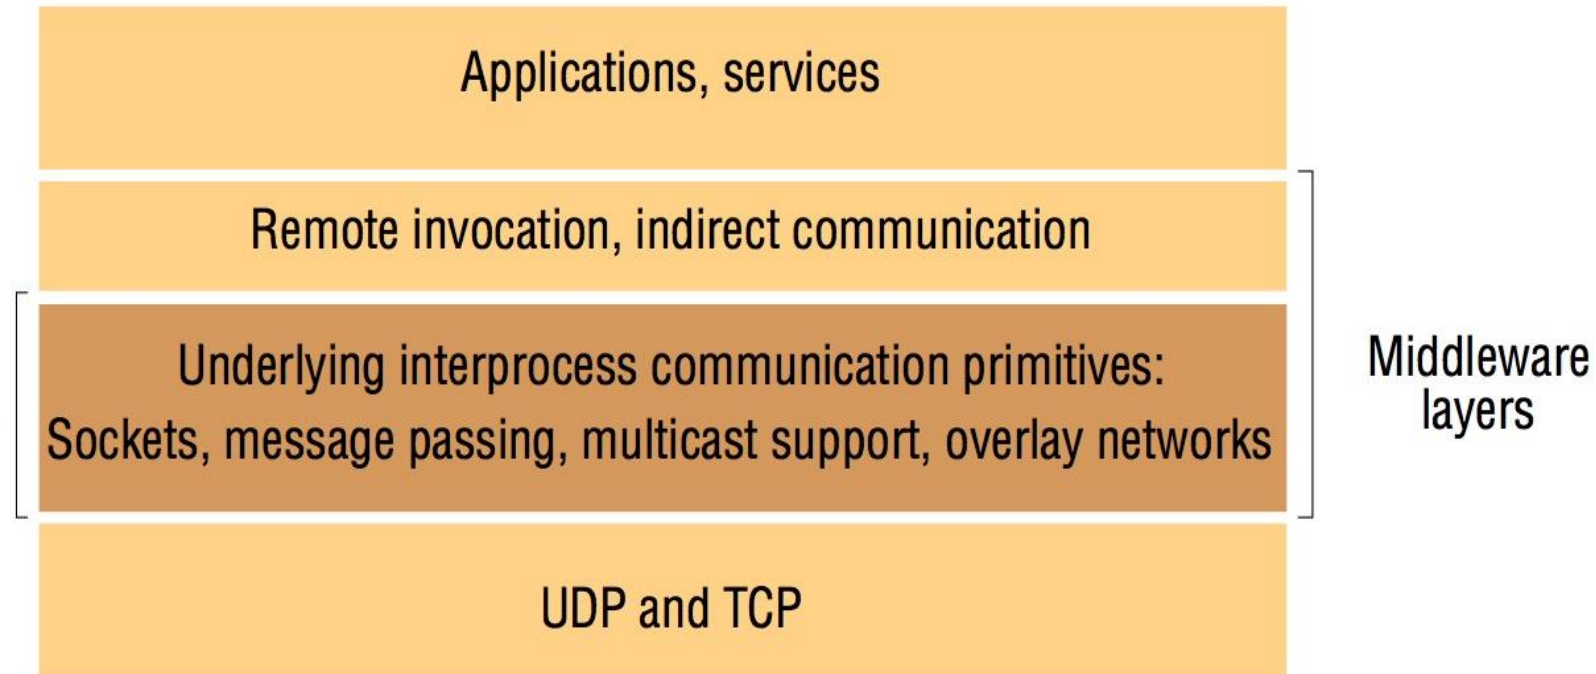 Applications, services
Remote invocation, indirect communication
Underlying interprocess communication primitives:
Sockets, message passing, multicast support, overlay networks
UDP and TCP
Middleware
layers